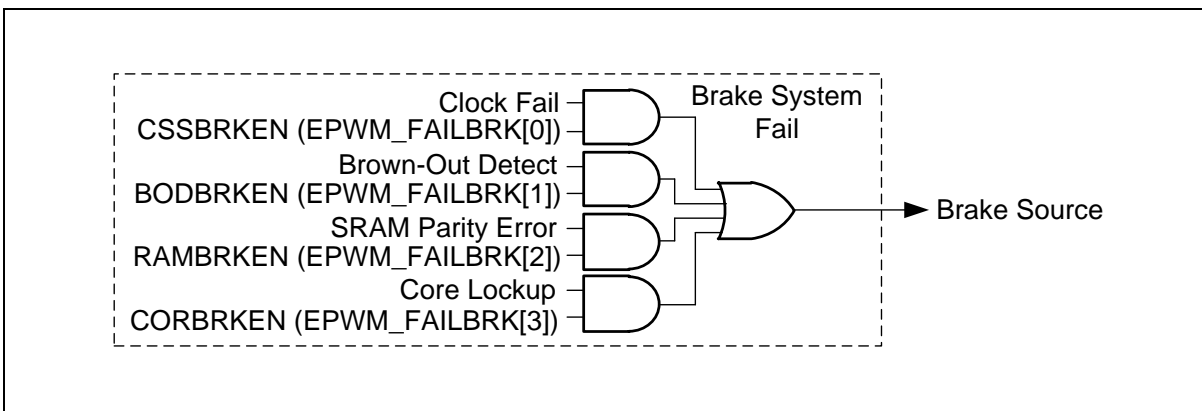 Clock Fail
CSSBRKEN (EPWM_FAILBRK[0])
Brown-Out Detect
BODBRKEN (EPWM_FAILBRK[1])
SRAM Parity Error
RAMBRKEN (EPWM_FAILBRK[2])
Core Lockup
CORBRKEN (EPWM_FAILBRK[3])
Brake System
Fail
Brake Source